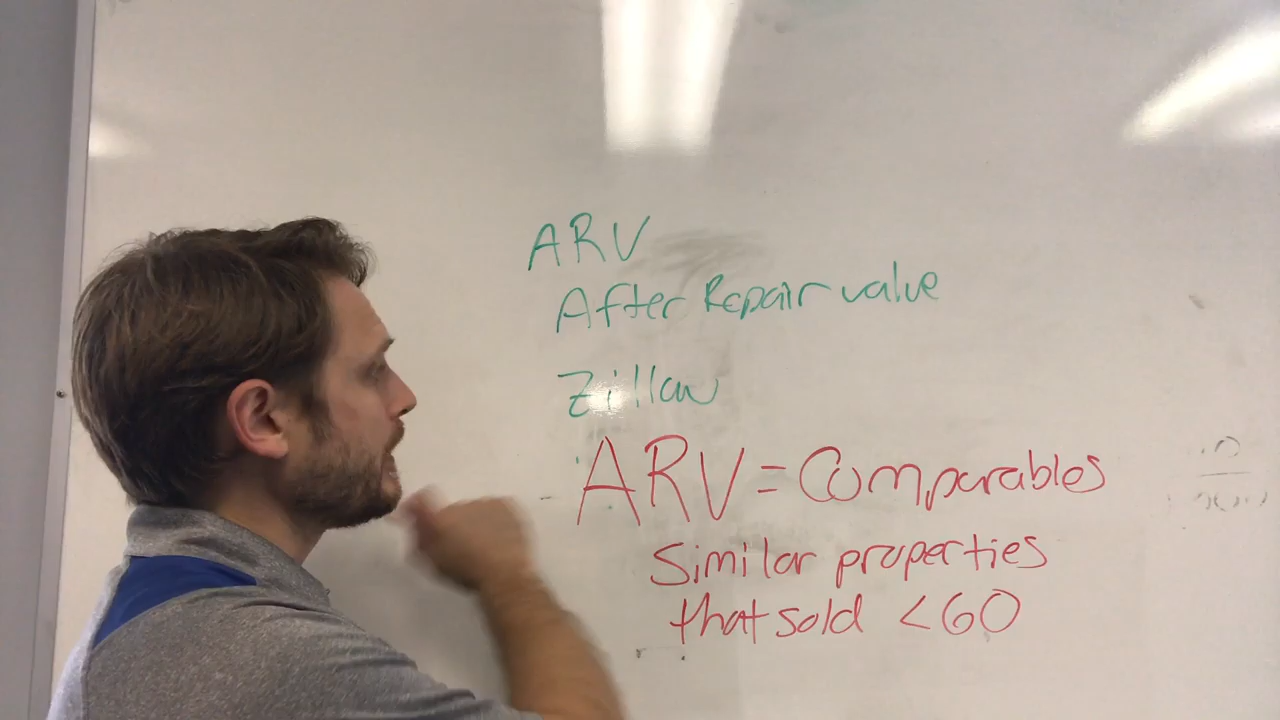 ARV
After Repair value
Zillow
ARV = Comparables
Similar properties
that sold <60